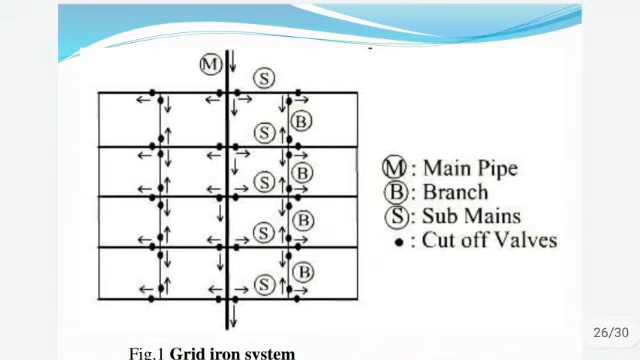 M
S
B
S
B
S
B
S
B
S
M : Main Pipe
B : Branch
S : Sub Mains
• : Cut off Valves
26/30
Fig.1 Grid iron system